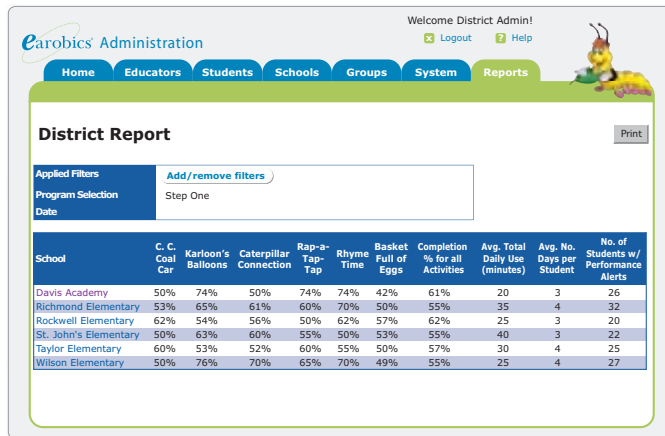 Welcome District Admin!
earobics® Administration
x Logout ? Help
Home Educators Students Schools Groups System Reports
District Report
Print
Applied Filters Add/remove filters
Program Selection Step One
Date
School C. C. Coal Car Karloon's Balloons Caterpillar Connection Rap-a-Tap-Tap Rhyme Time Basket Full of Eggs Completion % for all Activities Avg. Total Daily Use (minutes) Avg. No. Days per Student No. of Students w/ Performance Alerts
Davis Academy 50% 74% 50% 74% 74% 42% 61% 20 3 26
Richmond Elementary 53% 65% 61% 60% 70% 50% 55% 35 4 32
Rockwell Elementary 62% 54% 56% 50% 62% 57% 62% 25 3 20
St. John's Elementary 50% 63% 60% 55% 50% 53% 55% 40 3 22
Taylor Elementary 60% 53% 52% 60% 55% 50% 57% 30 4 25
Wilson Elementary 50% 76% 70% 65% 70% 49% 55% 25 4 27